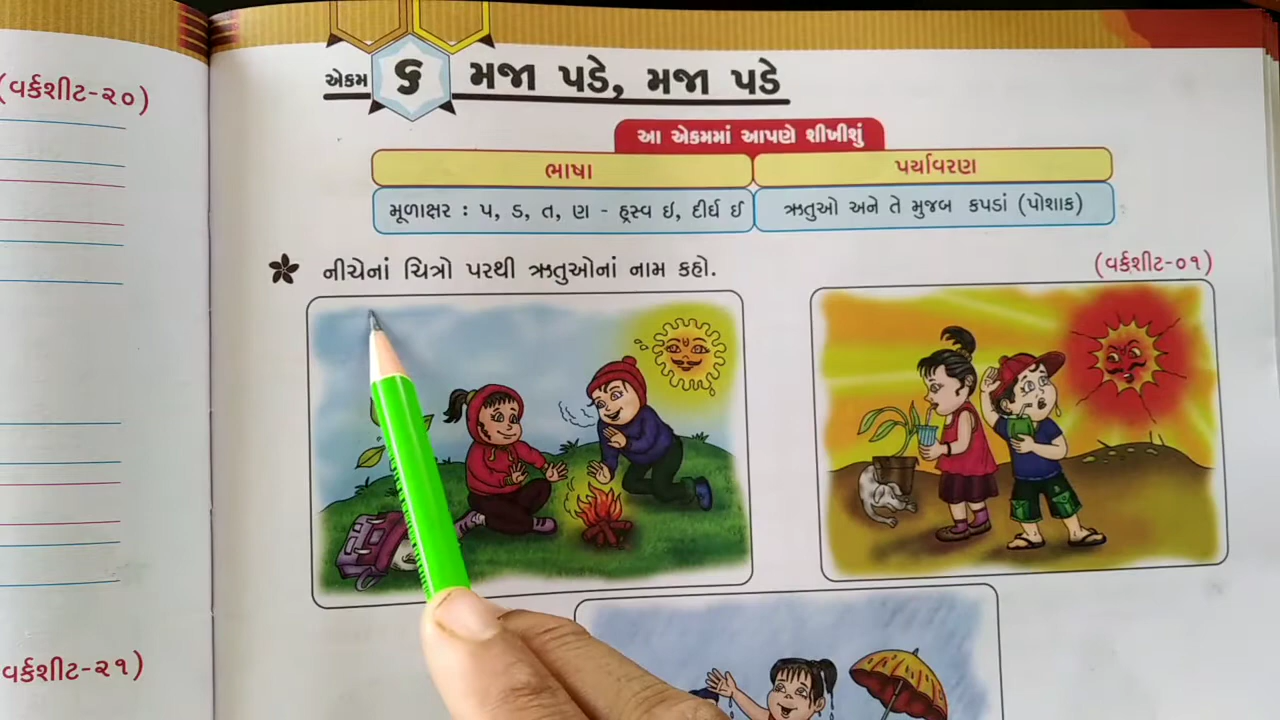 (વર્કશીટ-૨૦)
એકમ ૬ મજા પડે, મજા પડે
આ એકમમાં આપણે શીખીશું
ભાષા પર્યાવરણ
મૂળાક્ષર : પ, ડ, ત, ણ - હ્રસ્વ ઇ, દીર્ઘ ઈ ઋતુઓ અને તે મુજબ કપડાં (પોશાક)
નીચેનાં ચિત્રો પરથી ઋતુઓનાં નામ કહો. (વર્કશીટ-૦૧)
વર્કશીટ-૨૧)